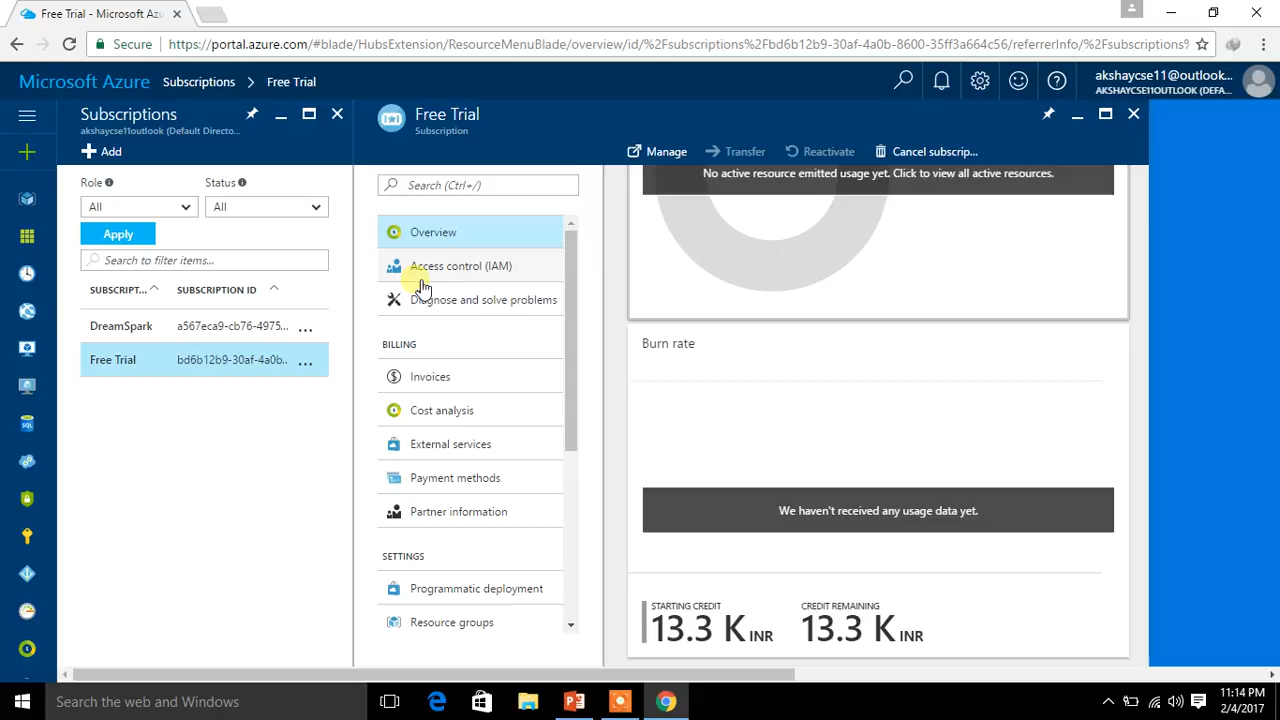 Free Trial - Microsoft Azu
Secure
https://portal.azure.com/#blade/HubsExtension/ResourceMenuBlade/overview/id/%2Fsubscriptions%2Fbd6b12b9-30af-4a0b-8600-35ff3a664c56/referrerInfo/%2Fsubscriptions%
Microsoft Azure Subscriptions > Free Trial
akshaycse11@outlook...
AKSHAYCSE11OUTLOOK (DEFA...
Subscriptions
akshaycse11outlook (Default Directo...
Add
Role
Status
All
All
Apply
Search to filter items...
SUBSCRIPT...
SUBSCRIPTION ID
DreamSpark
a567eca9-cb76-4975...
...
Free Trial
bd6b12b9-30af-4a0b..
...
Free Trial
Subscription
Manage
Transfer
Reactivate
Cancel subscrip...
Search (Ctrl+/)
Overview
Access control (IAM)
Diagnose and solve problems
BILLING
Invoices
Cost analysis
External services
Payment methods
Partner information
SETTINGS
Programmatic deployment
Resource groups
No active resource emitted usage yet. Click to view all active resources.
Burn rate
We haven't received any usage data yet.
STARTING CREDIT
13.3 K INR
CREDIT REMAINING
13.3 K INR
SQL
Search the web and Windows
11:14 PM
2/4/2017